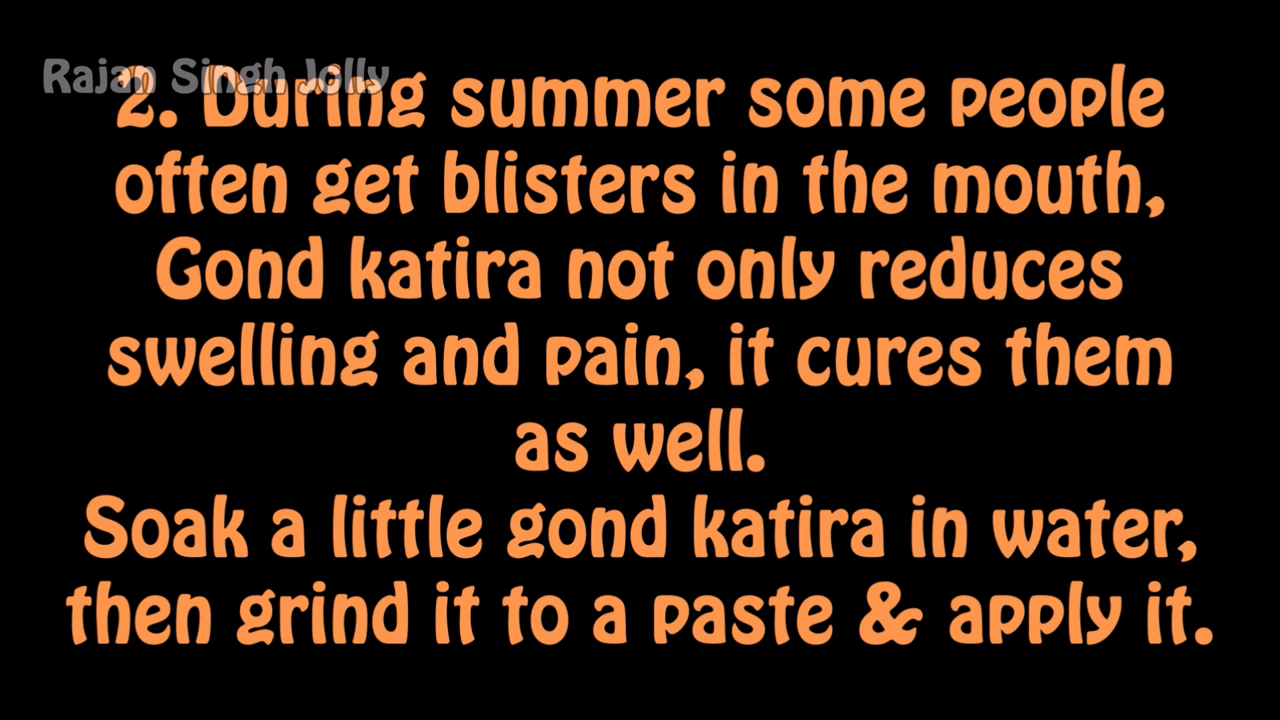 Rajan Singh Jolly
2. During summer some people
often get blisters in the mouth,
Gond katira not only reduces
swelling and pain, it cures them
as well.
Soak a little gond katira in water,
then grind it to a paste & apply it.